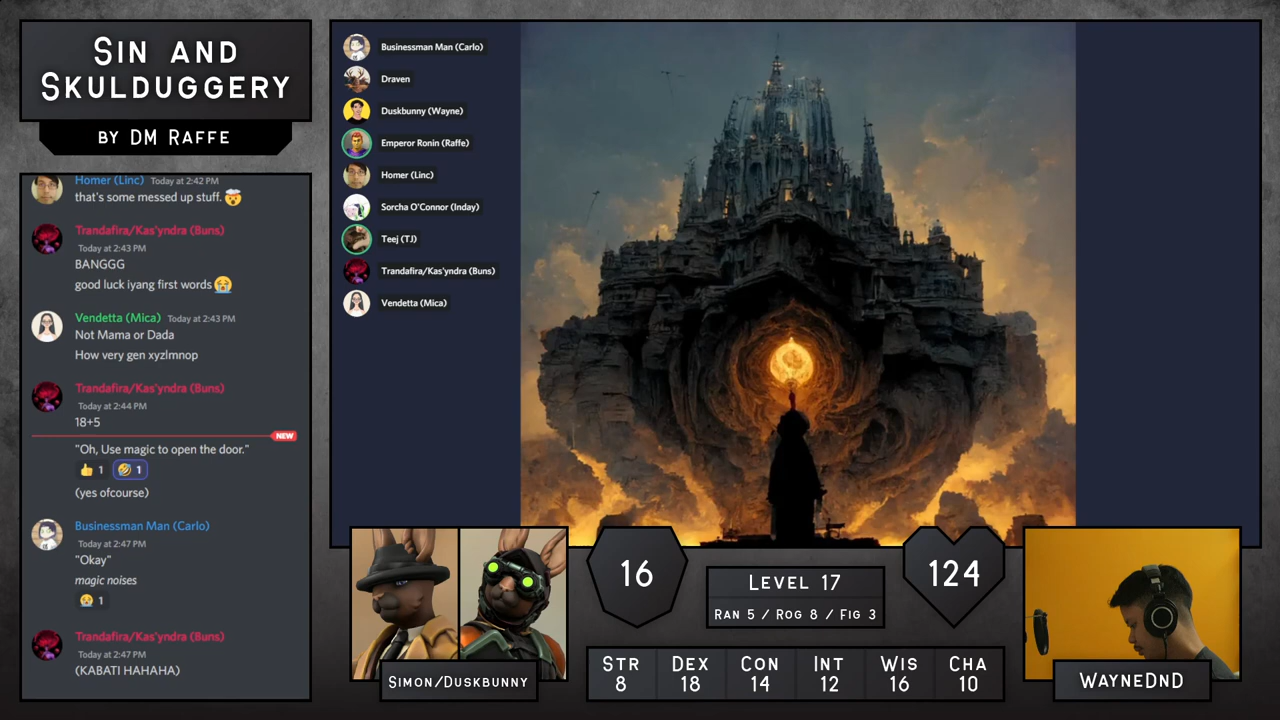 SIN AND
SKULDUGGERY
BY DM RAFFE
Homer (Linc) Today at 2:42 PM
that's some messed up stuff. 🤯
Trandafira/Kas'yndra (Buns)
Today at 2:43 PM
BANGGG
good luck iyang first words 😭
Vendetta (Mica) Today at 2:43 PM
Not Mama or Dada
How very gen xyzlmnop
Trandafira/Kas'yndra (Buns)
Today at 2:44 PM
18+5
NEW
"Oh, Use magic to open the door."
👍 1 🤣 1
(yes ofcourse)
Businessman Man (Carlo)
Today at 2:47 PM
"Okay"
magic noises
😭 1
Trandafira/Kas'yndra (Buns)
Today at 2:47 PM
(KABATI HAHAHA)
Businessman Man (Carlo)
Draven
Duskbunny (Wayne)
Emperor Ronin (Raffe)
Homer (Linc)
Sorcha O'Connor (Inday)
Teej (TJ)
Trandafira/Kas'yndra (Buns)
Vendetta (Mica)
SIMON/DUSKBUNNY
16
LEVEL 17
RAN 5 / ROG 8 / FIG 3
124
STR DEX CON INT WIS CHA
8 18 14 12 16 10
WAYNEDND